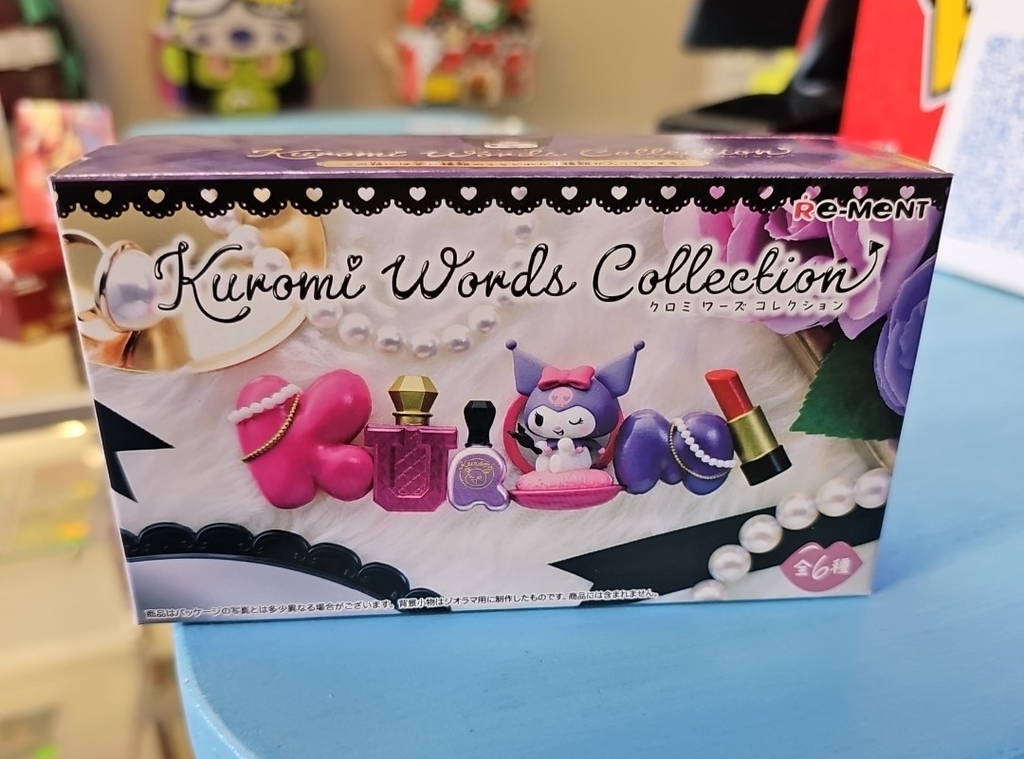 Kuromi Words Collection
Re-MeNT
Kuromi Words Collection
クロミ ワーズ コレクション
KUROMI
Kuromi
全6種
商品はパッケージの写真とは多少異なる場合がございます。背景小物はジオラマ用に制作したものです。商品には含まれません。